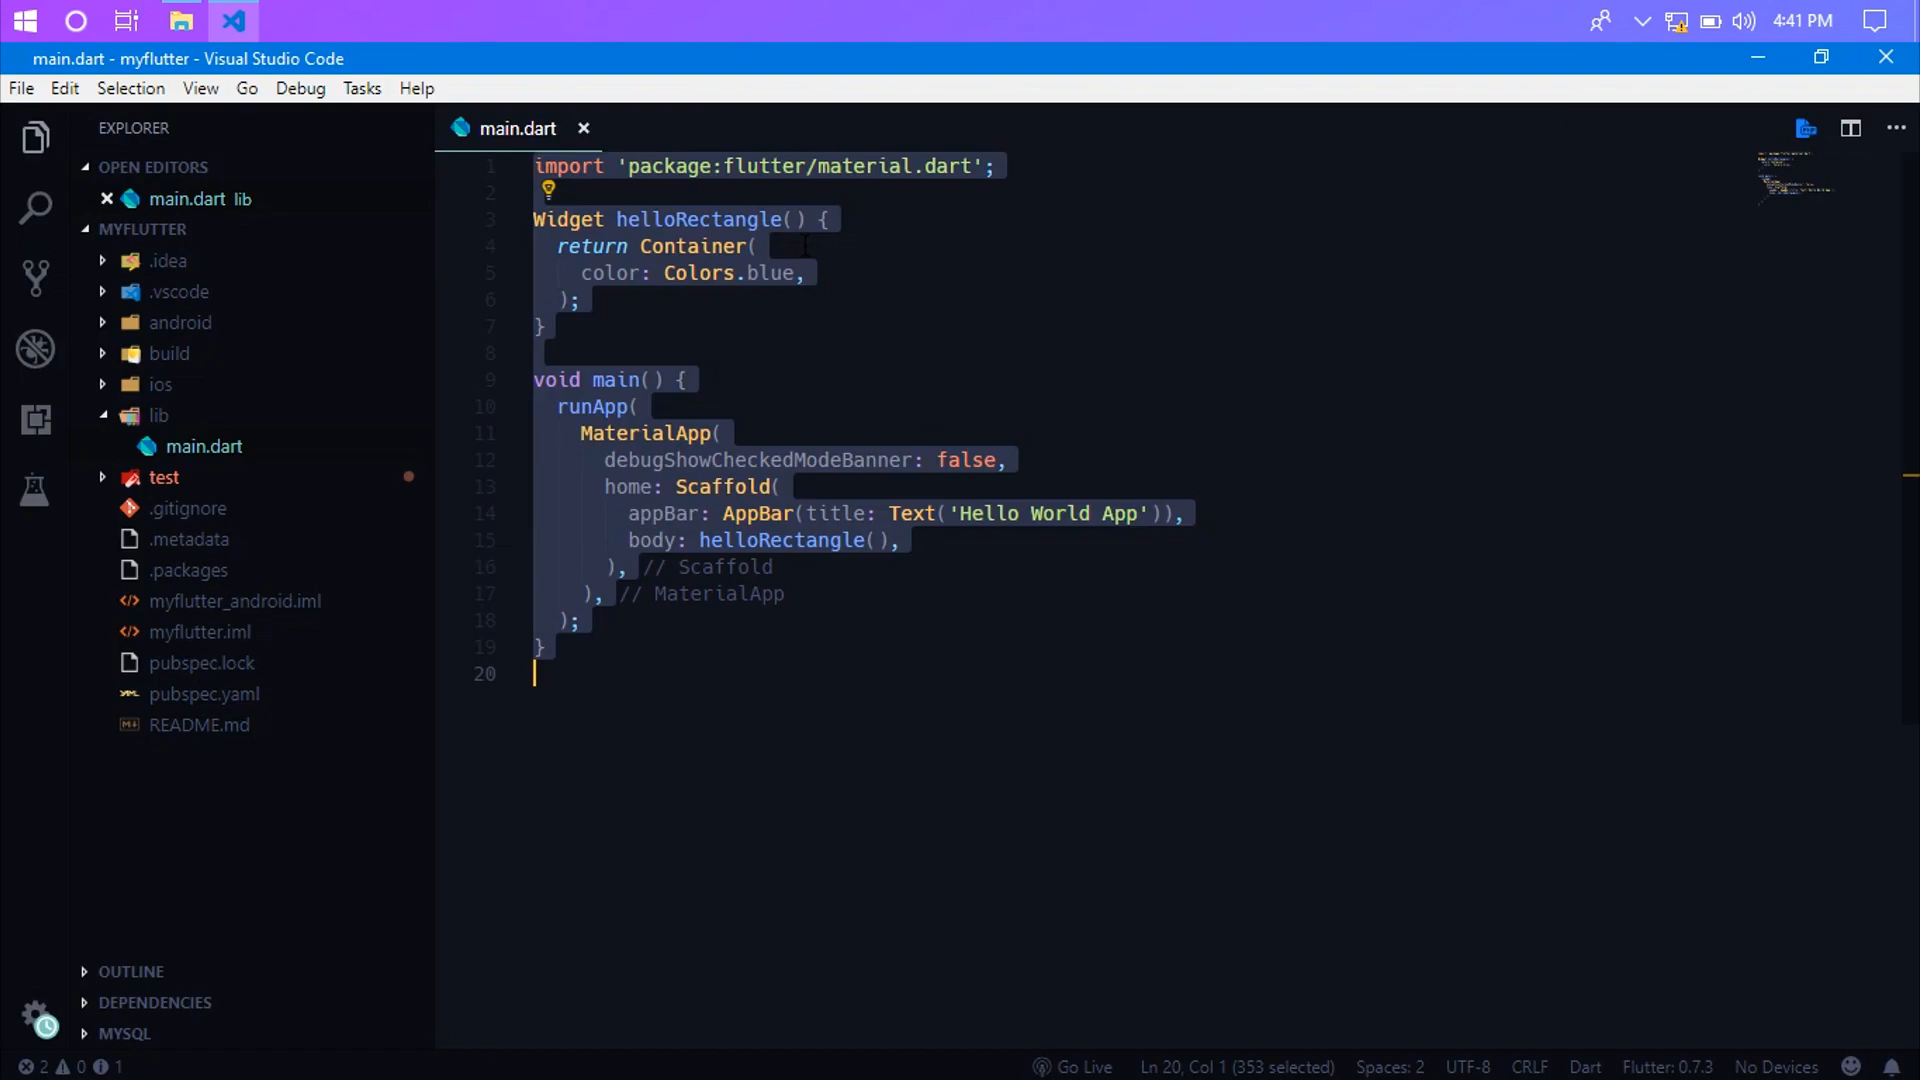 4:41 PM
main.dart - myflutter - Visual Studio Code
File Edit Selection View Go Debug Tasks Help
EXPLORER
OPEN EDITORS
main.dart lib
MYFLUTTER
.idea
.vscode
android
build
ios
lib
main.dart
test
.gitignore
.metadata
.packages
myflutter_android.iml
myflutter.iml
pubspec.lock
pubspec.yaml
README.md
OUTLINE
DEPENDENCIES
MYSQL
main.dart
1 import 'package:flutter/material.dart';
2
3 Widget helloRectangle() {
4 return Container(
5 color: Colors.blue,
6 );
7 }
8
9 void main() {
10 runApp(
11 MaterialApp(
12 debugShowCheckedModeBanner: false,
13 home: Scaffold(
14 appBar: AppBar(title: Text('Hello World App')),
15 body: helloRectangle(),
16 ), // Scaffold
17 ), // MaterialApp
18 );
19 }
20
2 0 1 Go Live Ln 20, Col 1 (353 selected) Spaces: 2 UTF-8 CRLF Dart Flutter: 0.7.3 No Devices